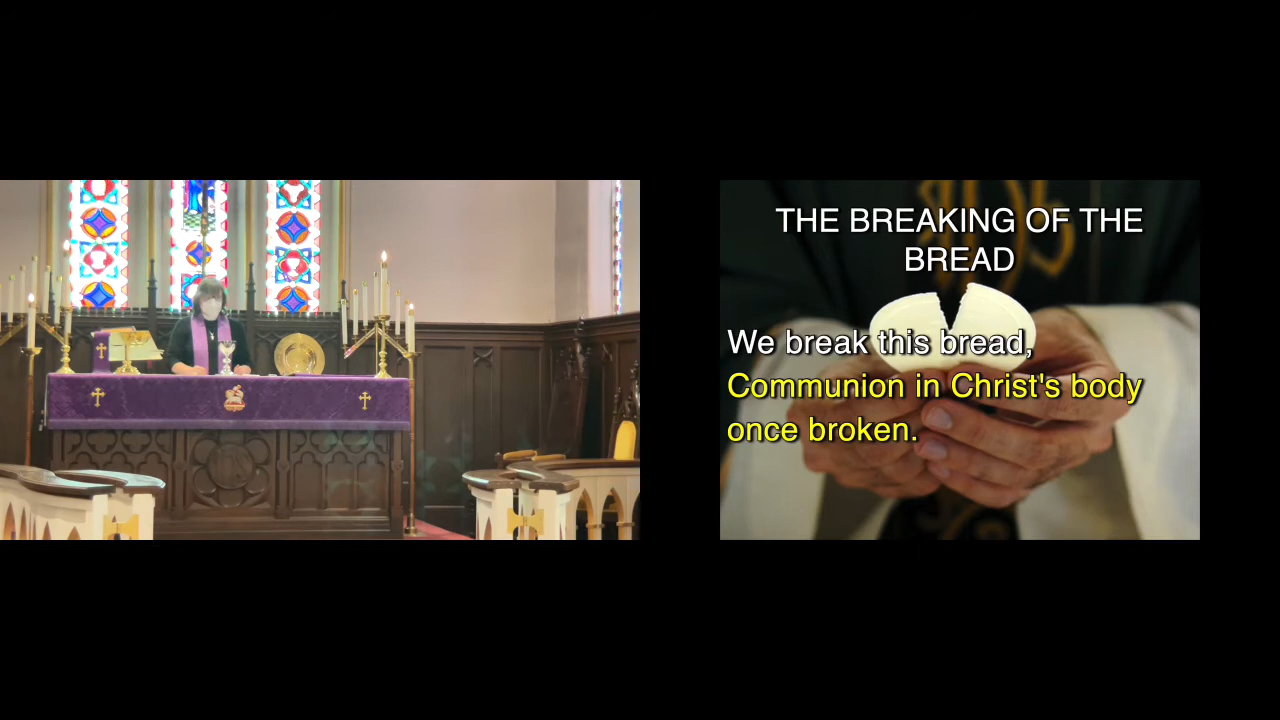 THE BREAKING OF THE
BREAD
We break this bread,
Communion in Christ's body
once broken.